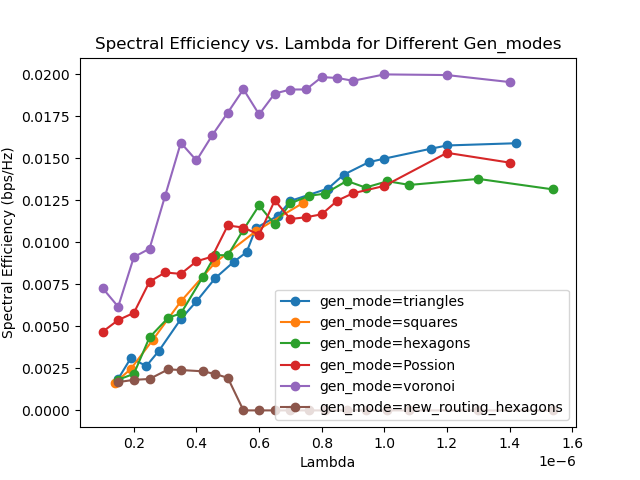 Spectral Efficiency vs. Lambda for Different Gen_modes
Spectral Efficiency (bps/Hz)
0.0200
0.0175
0.0150
0.0125
0.0100
0.0075
0.0050
0.0025
0.0000
gen_mode=triangles
gen_mode=squares
gen_mode=hexagons
gen_mode=Possion
gen_mode=voronoi
gen_mode=new_routing_hexagons
0.2 0.4 0.6 0.8 1.0 1.2 1.4 1.6
Lambda
1e−6